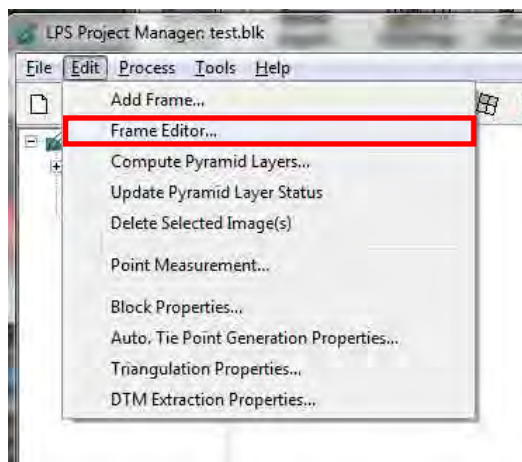 LPS Project Manager: test.blk
File Edit Process Tools Help
Add Frame...
Frame Editor...
Compute Pyramid Layers...
Update Pyramid Layer Status
Delete Selected Image(s)
Point Measurement...
Block Properties...
Auto. Tie Point Generation Properties...
Triangulation Properties...
DTM Extraction Properties...